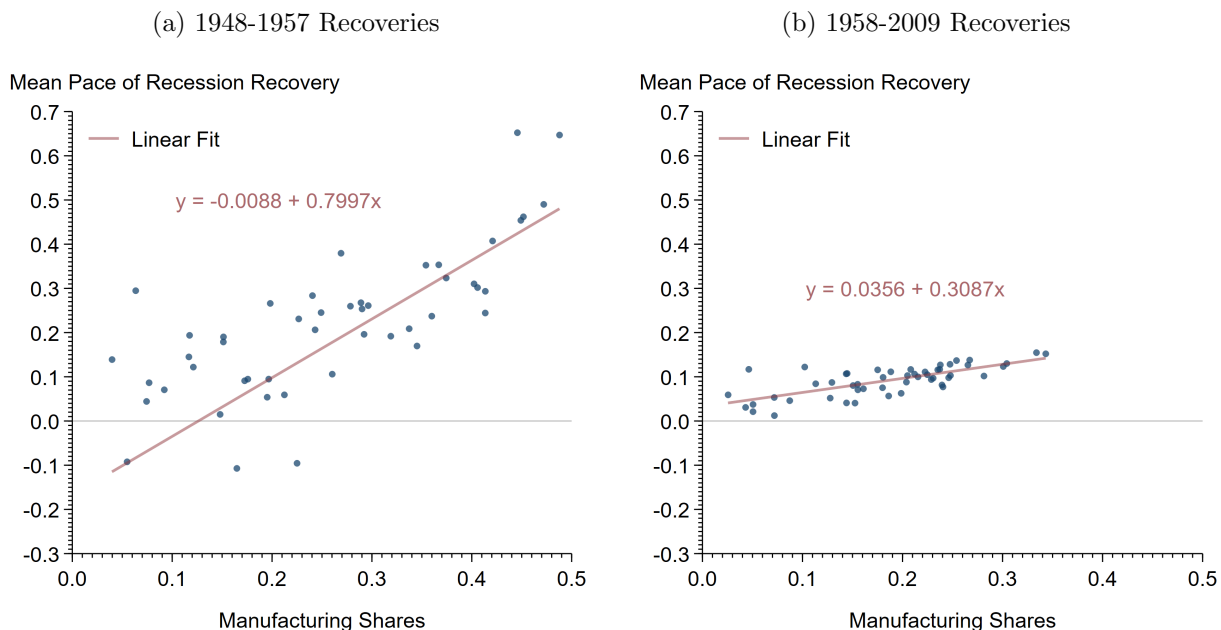 (a) 1948-1957 Recoveries
Mean Pace of Recession Recovery
0.7
0.6
0.5
0.4
0.3
0.2
0.1
0.0
-0.1
-0.2
-0.3
Linear Fit
y = -0.0088 + 0.7997x
0.0 0.1 0.2 0.3 0.4 0.5
Manufacturing Shares
(b) 1958-2009 Recoveries
Mean Pace of Recession Recovery
0.7
0.6
0.5
0.4
0.3
0.2
0.1
0.0
-0.1
-0.2
-0.3
Linear Fit
y = 0.0356 + 0.3087x
0.0 0.1 0.2 0.3 0.4 0.5
Manufacturing Shares